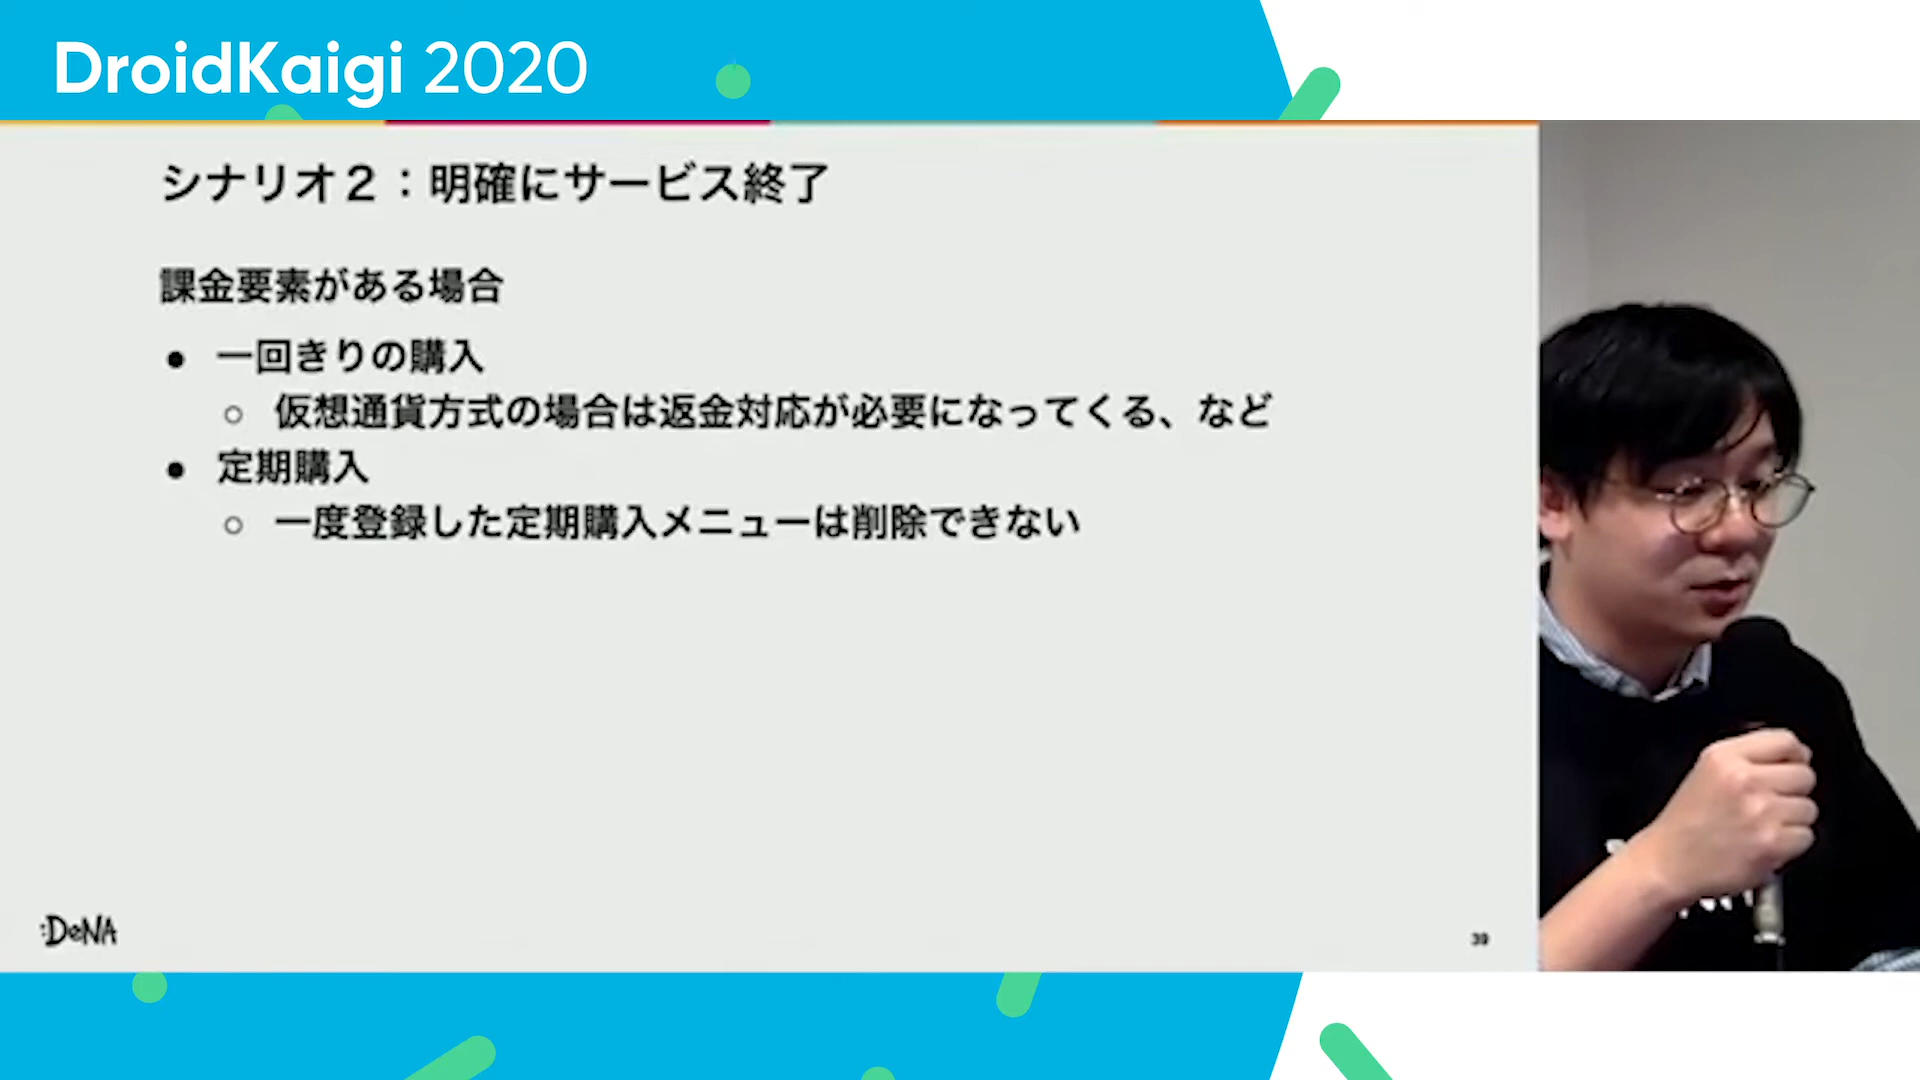 DroidKaigi 2020
シナリオ2：明確にサービス終了
課金要素がある場合
● 一回きりの購入
○ 仮想通貨方式の場合は返金対応が必要になってくる、など
● 定期購入
○ 一度登録した定期購入メニューは削除できない
:DeNA
39